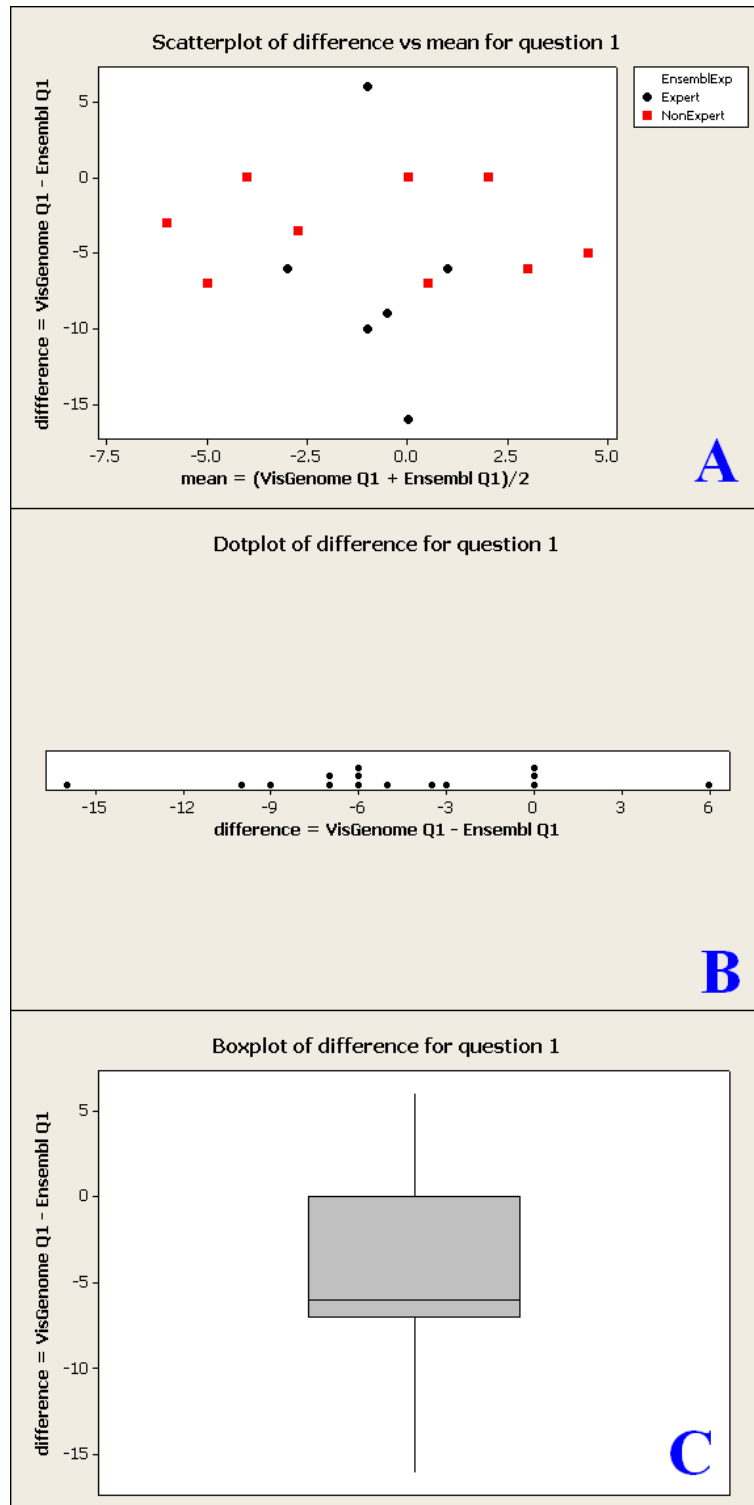 Scatterplot of difference vs mean for question 1
EnsemblExp
Expert
NonExpert
diffference = VisGenome Q1 - Ensembl Q1
5
0
-5
-10
-15
-7.5 -5.0 -2.5 0.0 2.5 5.0
mean = (VisGenome Q1 + Ensembl Q1)/2
A
Dotplot of difference for question 1
-15 -12 -9 -6 -3 0 3 6
difference = VisGenome Q1 - Ensembl Q1
B
Boxplot of difference for question 1
difference = VisGenome Q1 - Ensembl Q1
5
0
-5
-10
-15
C